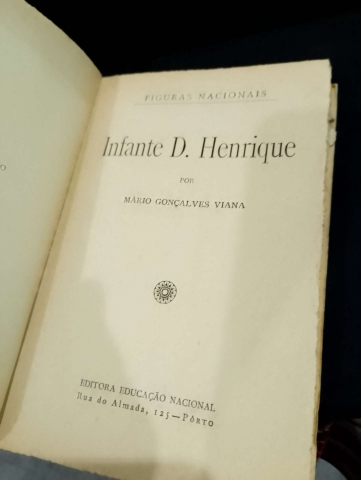 FIGURAS NACIONAIS
Infante D. Henrique
POR
MÁRIO GONÇALVES VIANA
EDITORA EDUCAÇÃO NACIONAL
Rua do Almada, 125—PÔRTO